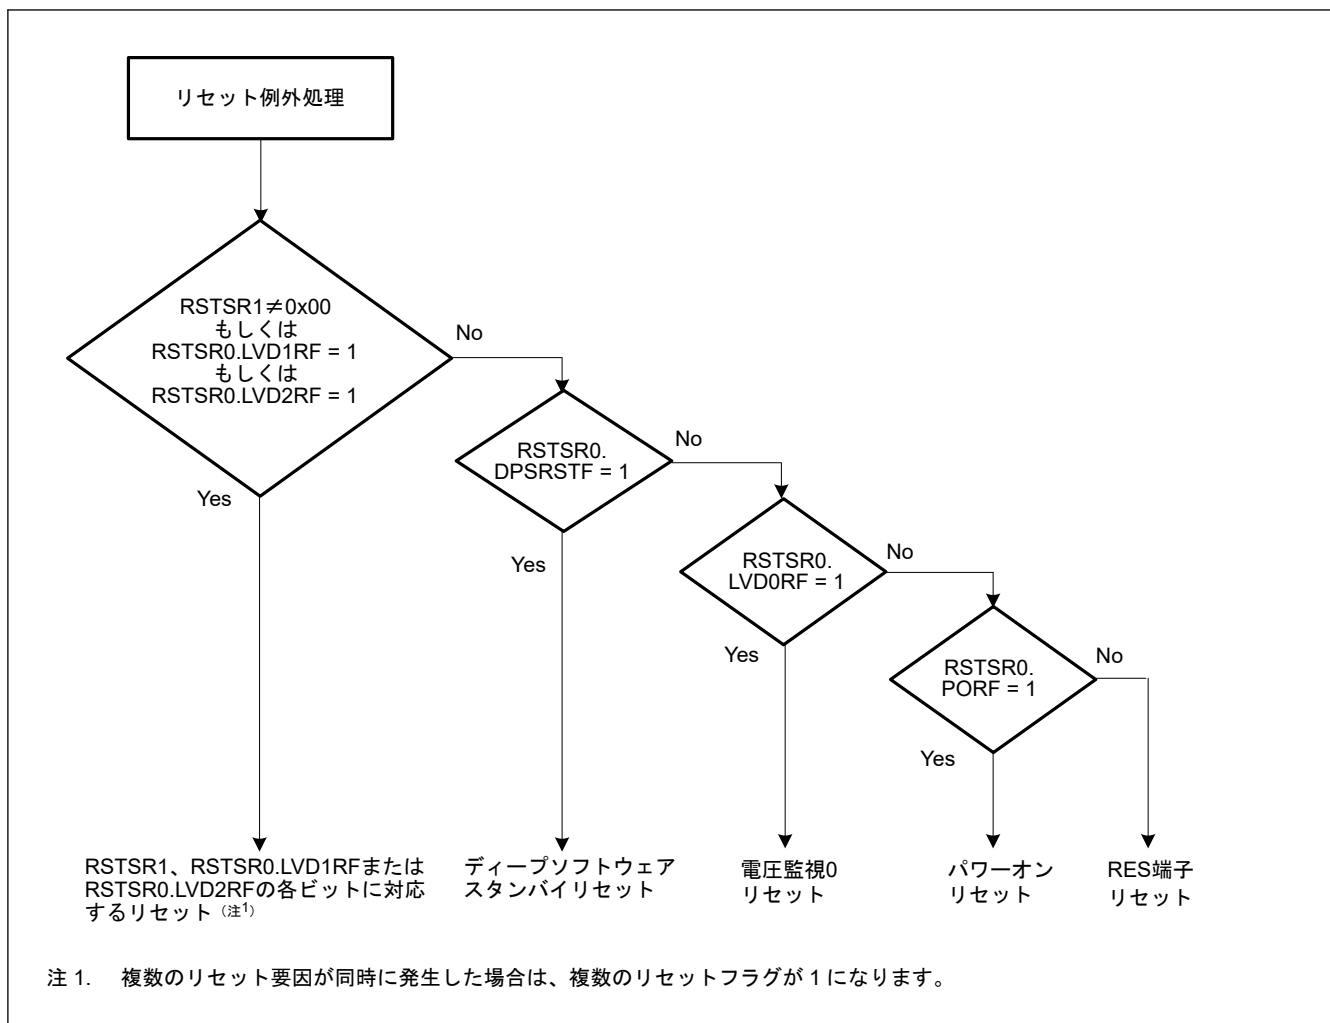 リセット例外処理
RSTSR1≠0x00
もしくは
RSTSR0.LVD1RF = 1
もしくは
RSTSR0.LVD2RF = 1
No
Yes
RSTSR0.
DPSRSTF = 1
No
Yes
RSTSR0.
LVD0RF = 1
No
Yes
RSTSR0.
PORF = 1
No
Yes
RSTSR1、RSTSR0.LVD1RFまたは
RSTSR0.LVD2RFの各ビットに対応
するリセット（注1）
ディープソフトウェア
スタンバイリセット
電圧監視0
リセット
パワーオン
リセット
RES端子
リセット
注 1. 複数のリセット要因が同時に発生した場合は、複数のリセットフラグが 1 になります。